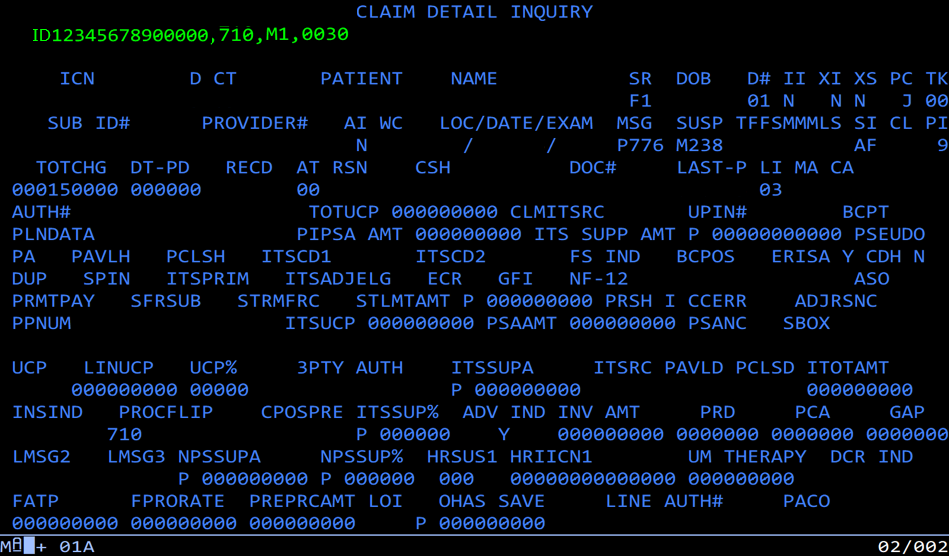 CLAIM DETAIL INQUIRY
ID12345678900000,710,M1,0030
ICN D CT PATIENT NAME SR DOB D# II XI XS PC TK
F1 01 N N N J 00
SUB ID# PROVIDER# AI WC LOC/DATE/EXAM MSG SUSP TFFSMMMLS SI CL PI
N / / P776 M238 AF 9
TOTCHG DT-PD RECD AT RSN CSH DOC# LAST-P LI MA CA
000150000 000000 00 03
AUTH# TOTUCP 000000000 CLMITSRC UPIN# BCPT
PLNDATA PIPSA AMT 000000000 ITS SUPP AMT P 00000000000 PSEUDO
PA PAVLH PCLSH ITSCD1 ITSCD2 FS IND BCPOS ERISA Y CDH N
DUP SPIN ITSPRIM ITSADJELG ECR GFI NF-12 ASO
PRMTPAY SFRSUB STRMFRC STLMTAMT P 000000000 PRSH I CCERR ADJRSNC
PPNUM ITSUCP 000000000 PSAAMT 000000000 PSANC SBOX
UCP LINUCP UCP% 3PTY AUTH ITSSUPA ITSRC PAVLD PCLSD ITOTAMT
000000000 00000 P 000000000 000000000
INSIND PROCFLIP CPOSPRE ITSSUP% ADV IND INV AMT PRD PCA GAP
710 P 000000 Y 000000000 0000000 0000000 0000000
LMSG2 LMSG3 NPSSUPA NPSSUP% HRSUS1 HRIICN1 UM THERAPY DCR IND
P 000000000 P 000000 000 00000000000000 000000000
FATP FPRORATE PREPRCAMT LOI OHAS SAVE LINE AUTH# PACO
000000000 000000000 000000000 P 000000000
+ 01A 02/002